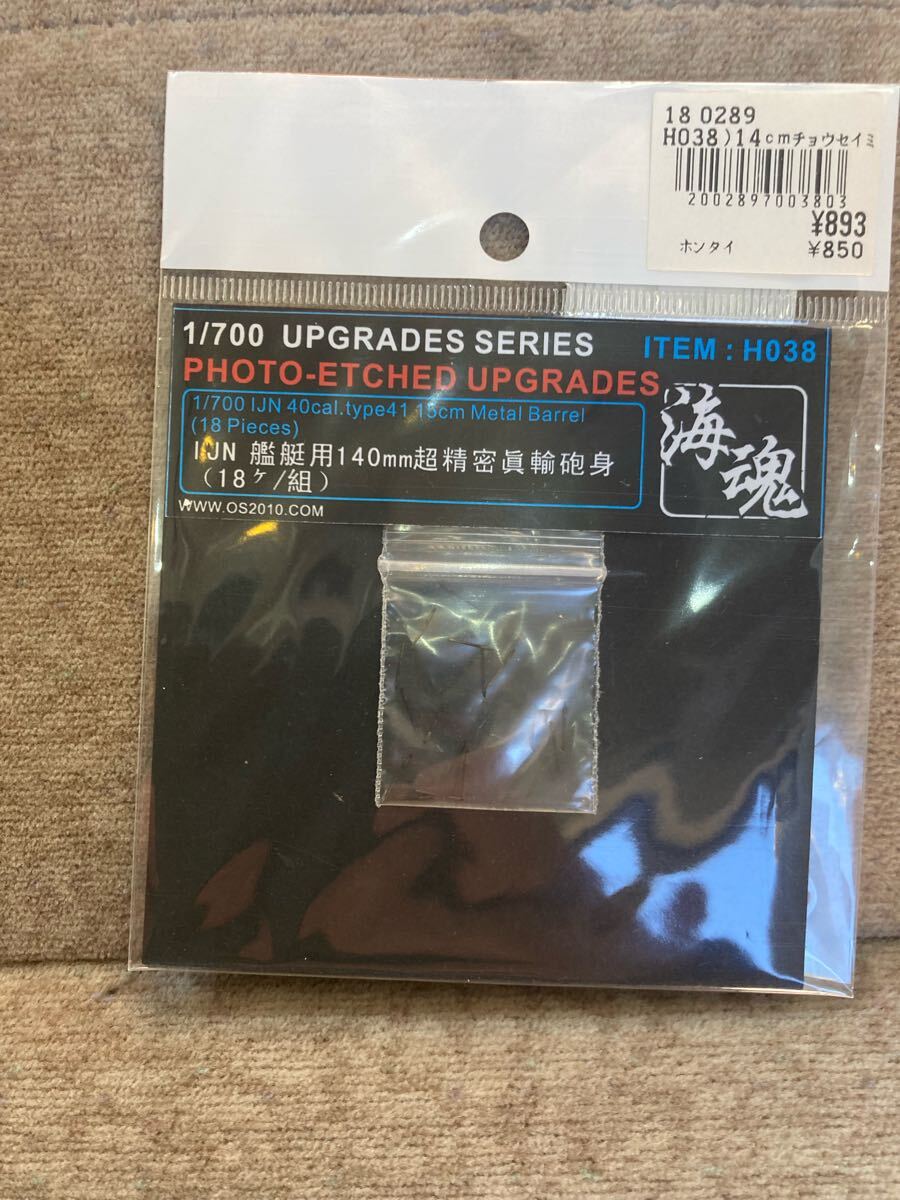 18 0289
H038)14cmチョウセイミ
2002897003803
¥893
ホンタイ ¥850
1/700 UPGRADES SERIES
ITEM : H038
PHOTO-ETCHED UPGRADES
1/700 IJN 40cal.type41 15cm Metal Barrel
(18 Pieces)
IJN 艦艇用140mm超精密眞輸砲身
(18ヶ/組)
海魂
WWW.OS2010.COM